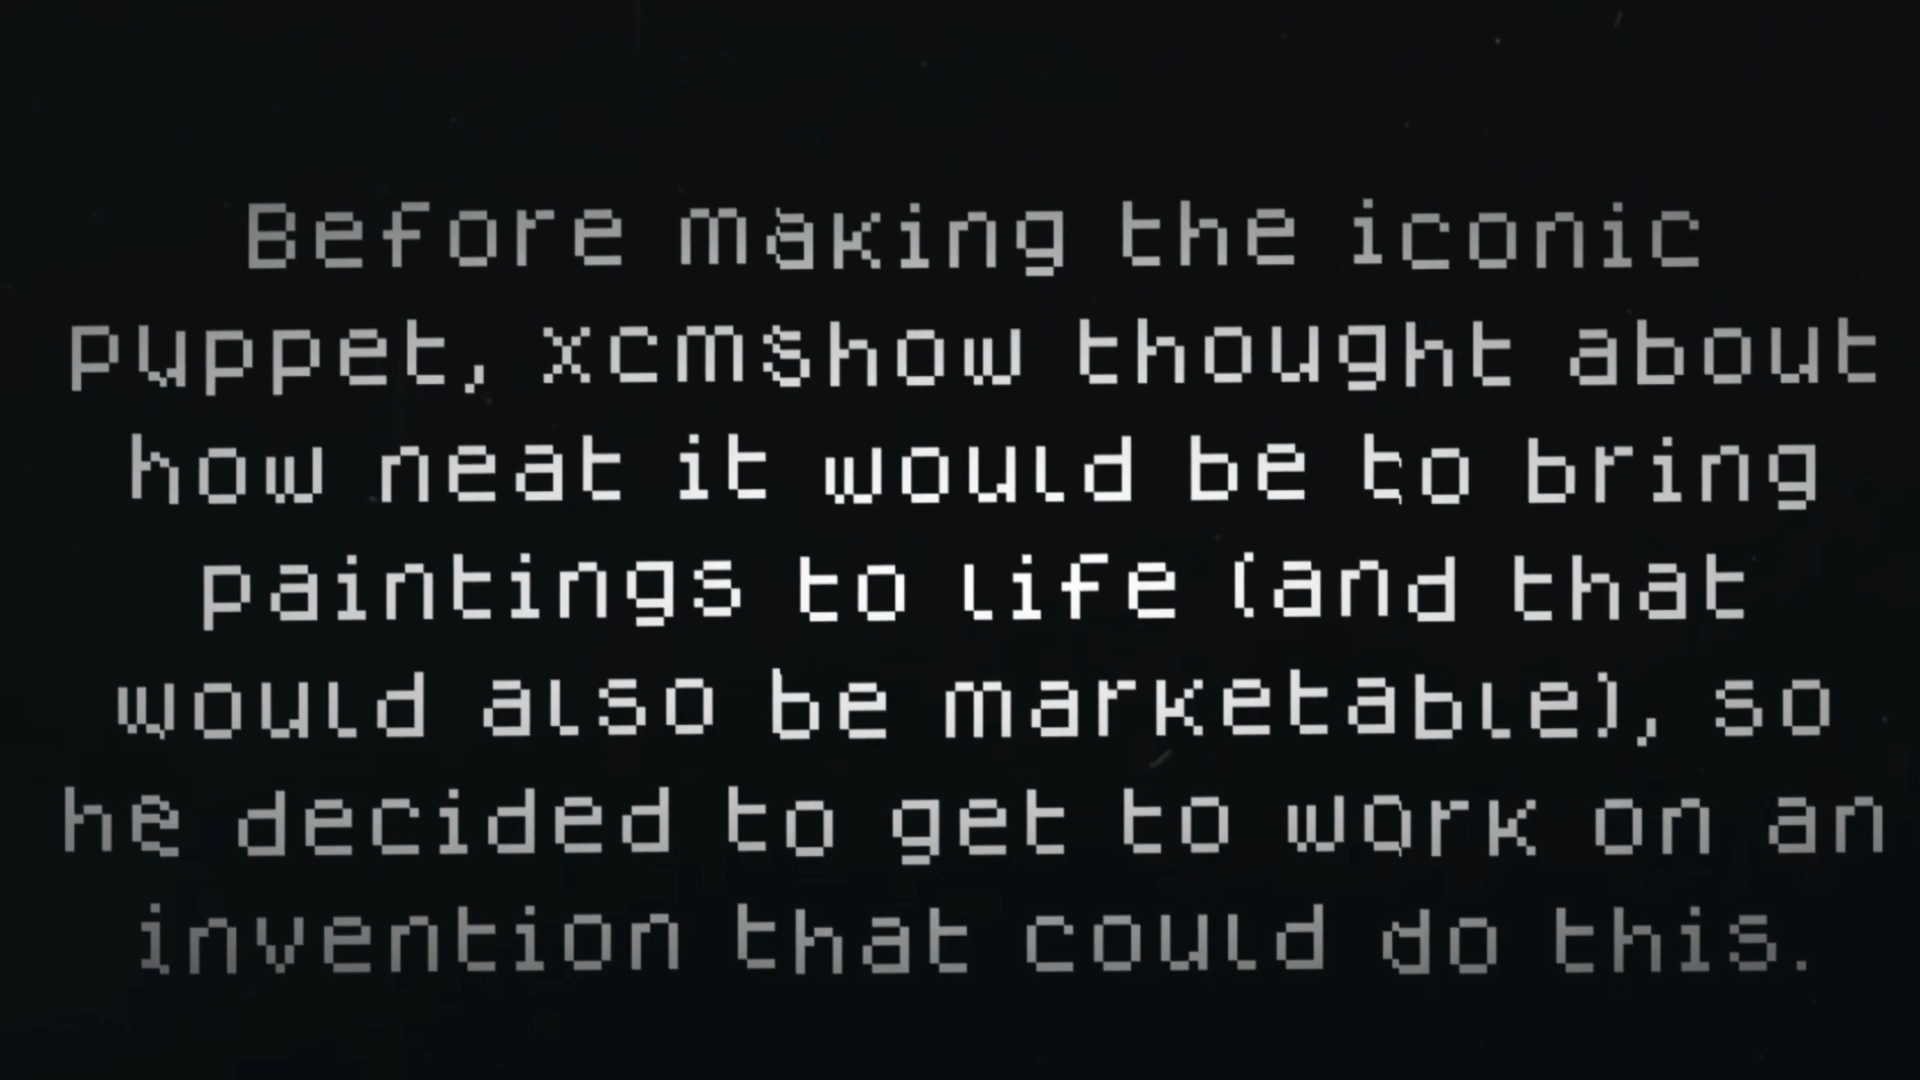 Before making the iconic
puppet, xcmshow thought about
how neat it would be to bring
paintings to life (and that
would also be marketable), so
he decided to get to work on an
invention that could do this.